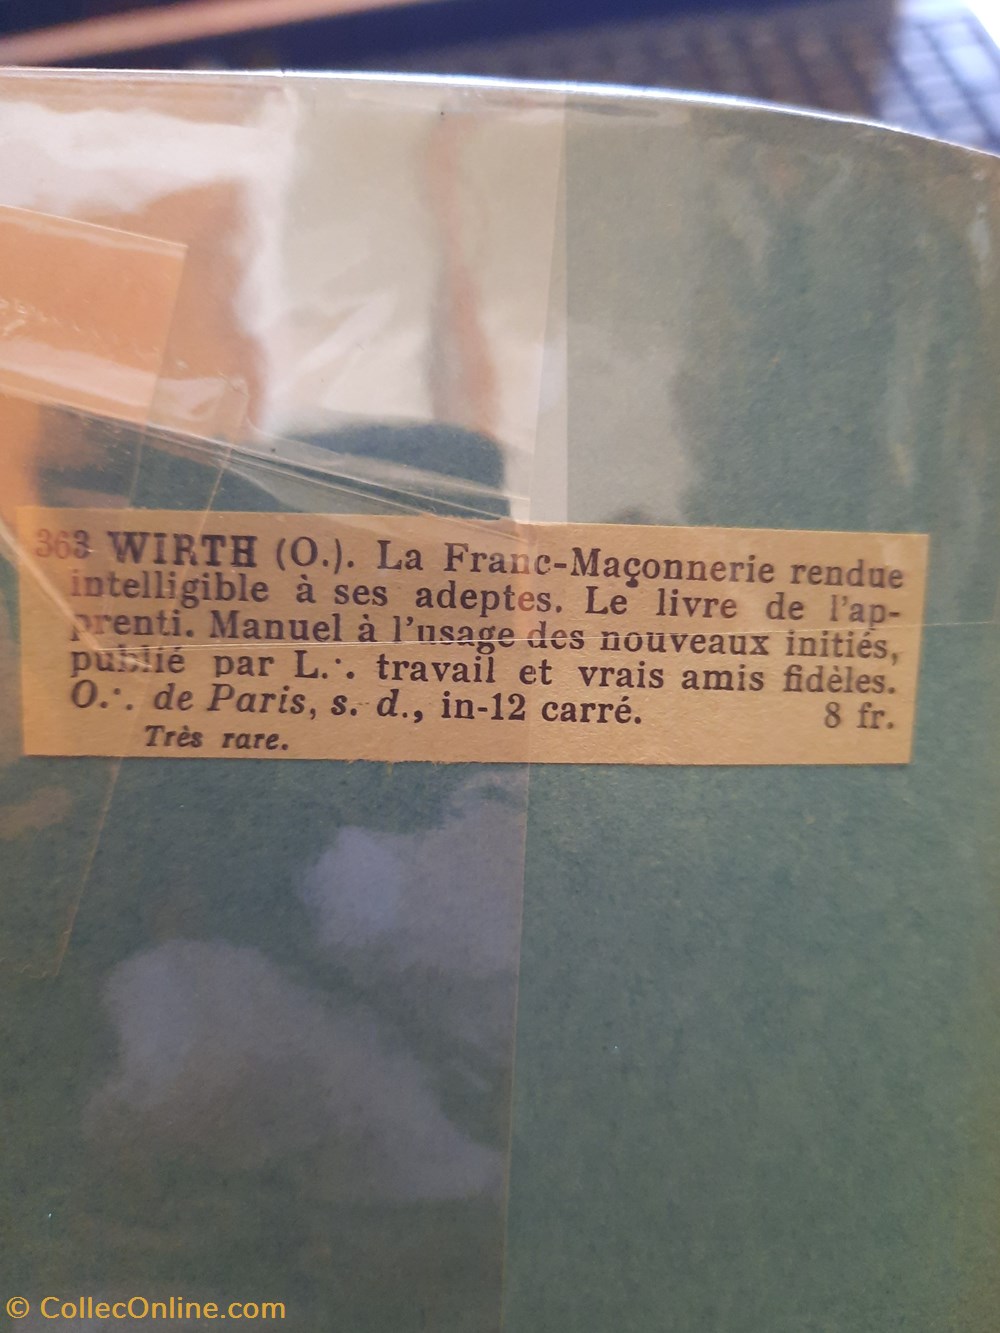 363 WIRTH (O.). La Franc-Maçonnerie rendue
intelligible à ses adeptes. Le livre de l'ap-
prenti. Manuel à l'usage des nouveaux initiés,
publié par L.∴ travail et vrais amis fidèles.
O.∴ de Paris, s. d., in-12 carré. 8 fr.
Très rare.
© CollecOnline.com